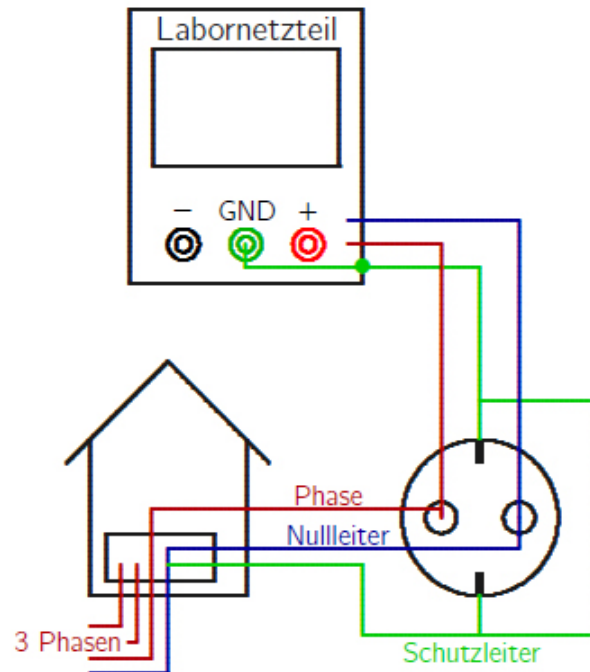 Labornetzteil
− GND +
Phase
Nullleiter
3 Phasen
Schutzleiter